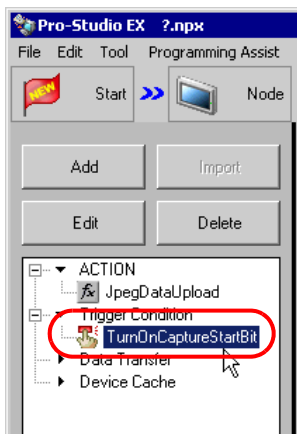 Pro-Studio EX ?.npx
File Edit Tool Programming Assist
NEW Start Node
Add Import
Edit Delete
ACTION
fx JpegDataUpload
Trigger Condition
TurnOnCaptureStartBit
Data Transfer
Device Cache